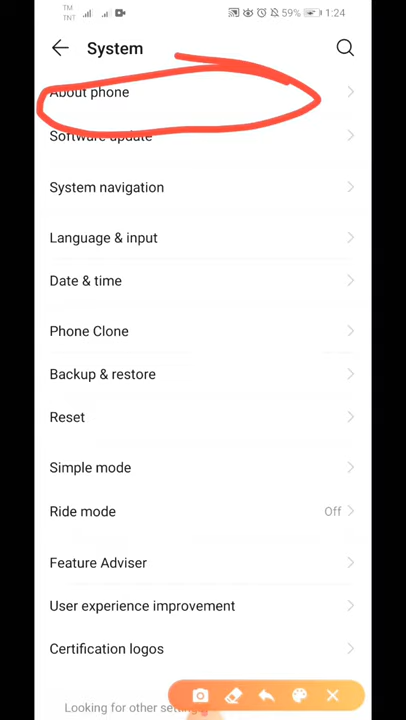 TM
TNT
59%
1:24
System
About phone
Software update
System navigation
Language & input
Date & time
Phone Clone
Backup & restore
Reset
Simple mode
Ride mode
Off
Feature Adviser
User experience improvement
Certification logos
Looking for other settings